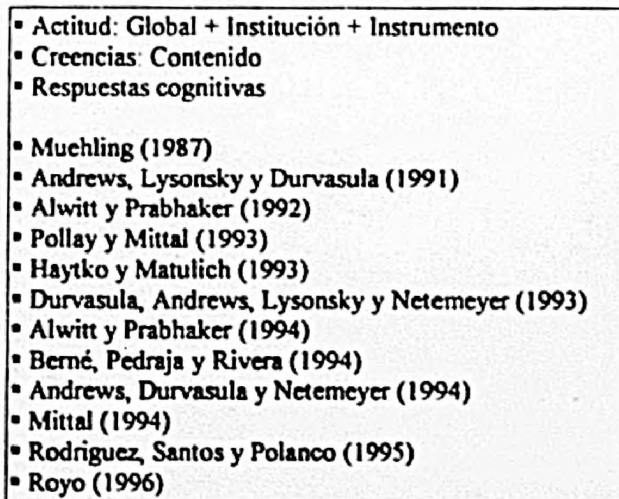 ▪ Actitud: Global + Institución + Instrumento
▪ Creencias: Contenido
▪ Respuestas cognitivas
▪ Muehling (1987)
▪ Andrews, Lysonsky y Durvasula (1991)
▪ Alwitt y Prabhaker (1992)
▪ Pollay y Mittal (1993)
▪ Haytko y Matulich (1993)
▪ Durvasula, Andrews, Lysonsky y Netemeyer (1993)
▪ Alwitt y Prabhaker (1994)
▪ Berné, Pedraja y Rivera (1994)
▪ Andrews, Durvasula y Netemeyer (1994)
▪ Mittal (1994)
▪ Rodriguez, Santos y Polanco (1995)
▪ Royo (1996)